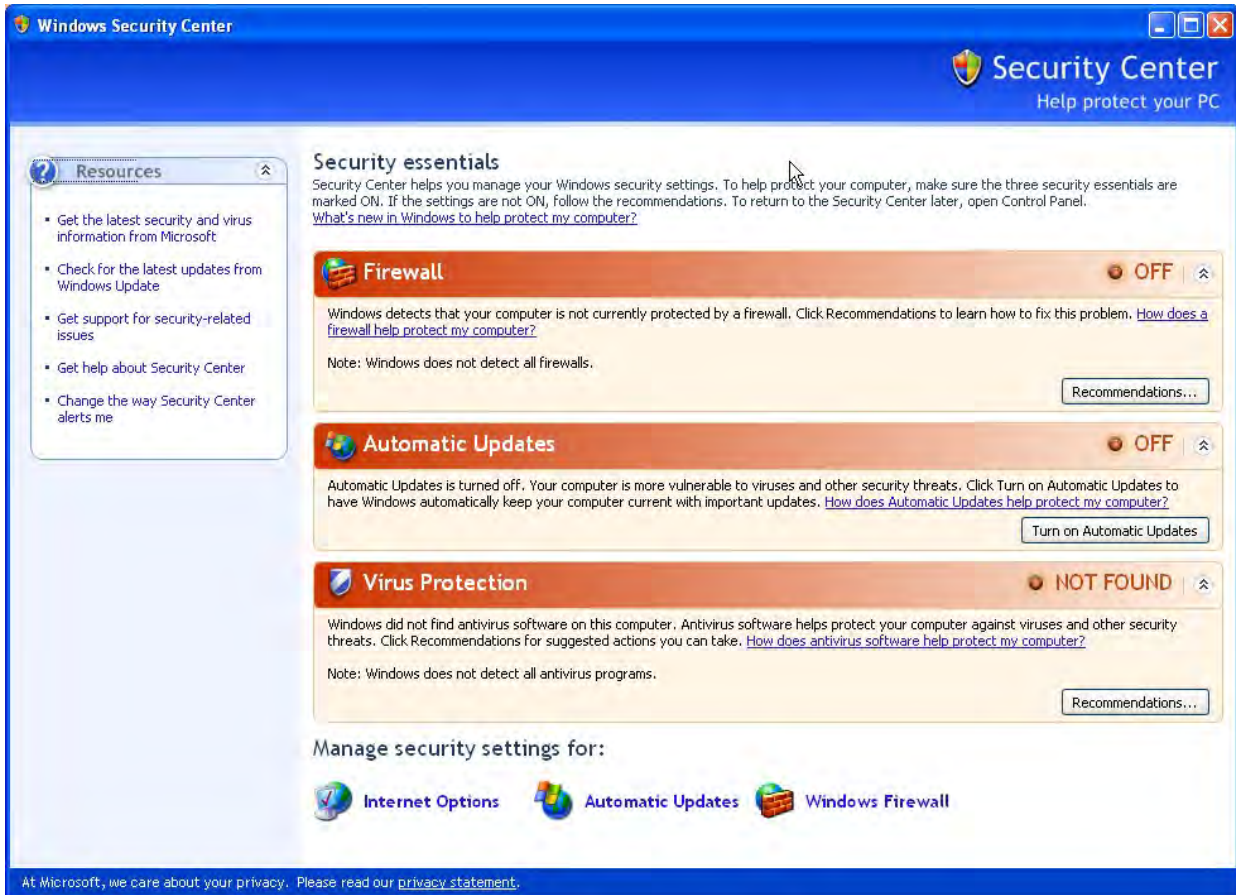 Windows Security Center
Security Center
Help protect your PC
Resources
Get the latest security and virus
information from Microsoft
Check for the latest updates from
Windows Update
Get support for security-related
issues
Get help about Security Center
Change the way Security Center
alerts me
Security essentials
Security Center helps you manage your Windows security settings. To help protect your computer, make sure the three security essentials are
marked ON. If the settings are not ON, follow the recommendations. To return to the Security Center later, open Control Panel.
What's new in Windows to help protect my computer?
Firewall OFF
Windows detects that your computer is not currently protected by a firewall. Click Recommendations to learn how to fix this problem. How does a
firewall help protect my computer?
Note: Windows does not detect all firewalls.
Recommendations...
Automatic Updates OFF
Automatic Updates is turned off. Your computer is more vulnerable to viruses and other security threats. Click Turn on Automatic Updates to
have Windows automatically keep your computer current with important updates. How does Automatic Updates help protect my computer?
Turn on Automatic Updates
Virus Protection NOT FOUND
Windows did not find antivirus software on this computer. Antivirus software helps protect your computer against viruses and other security
threats. Click Recommendations for suggested actions you can take. How does antivirus software help protect my computer?
Note: Windows does not detect all antivirus programs.
Recommendations...
Manage security settings for:
Internet Options Automatic Updates Windows Firewall
At Microsoft, we care about your privacy. Please read our privacy statement.